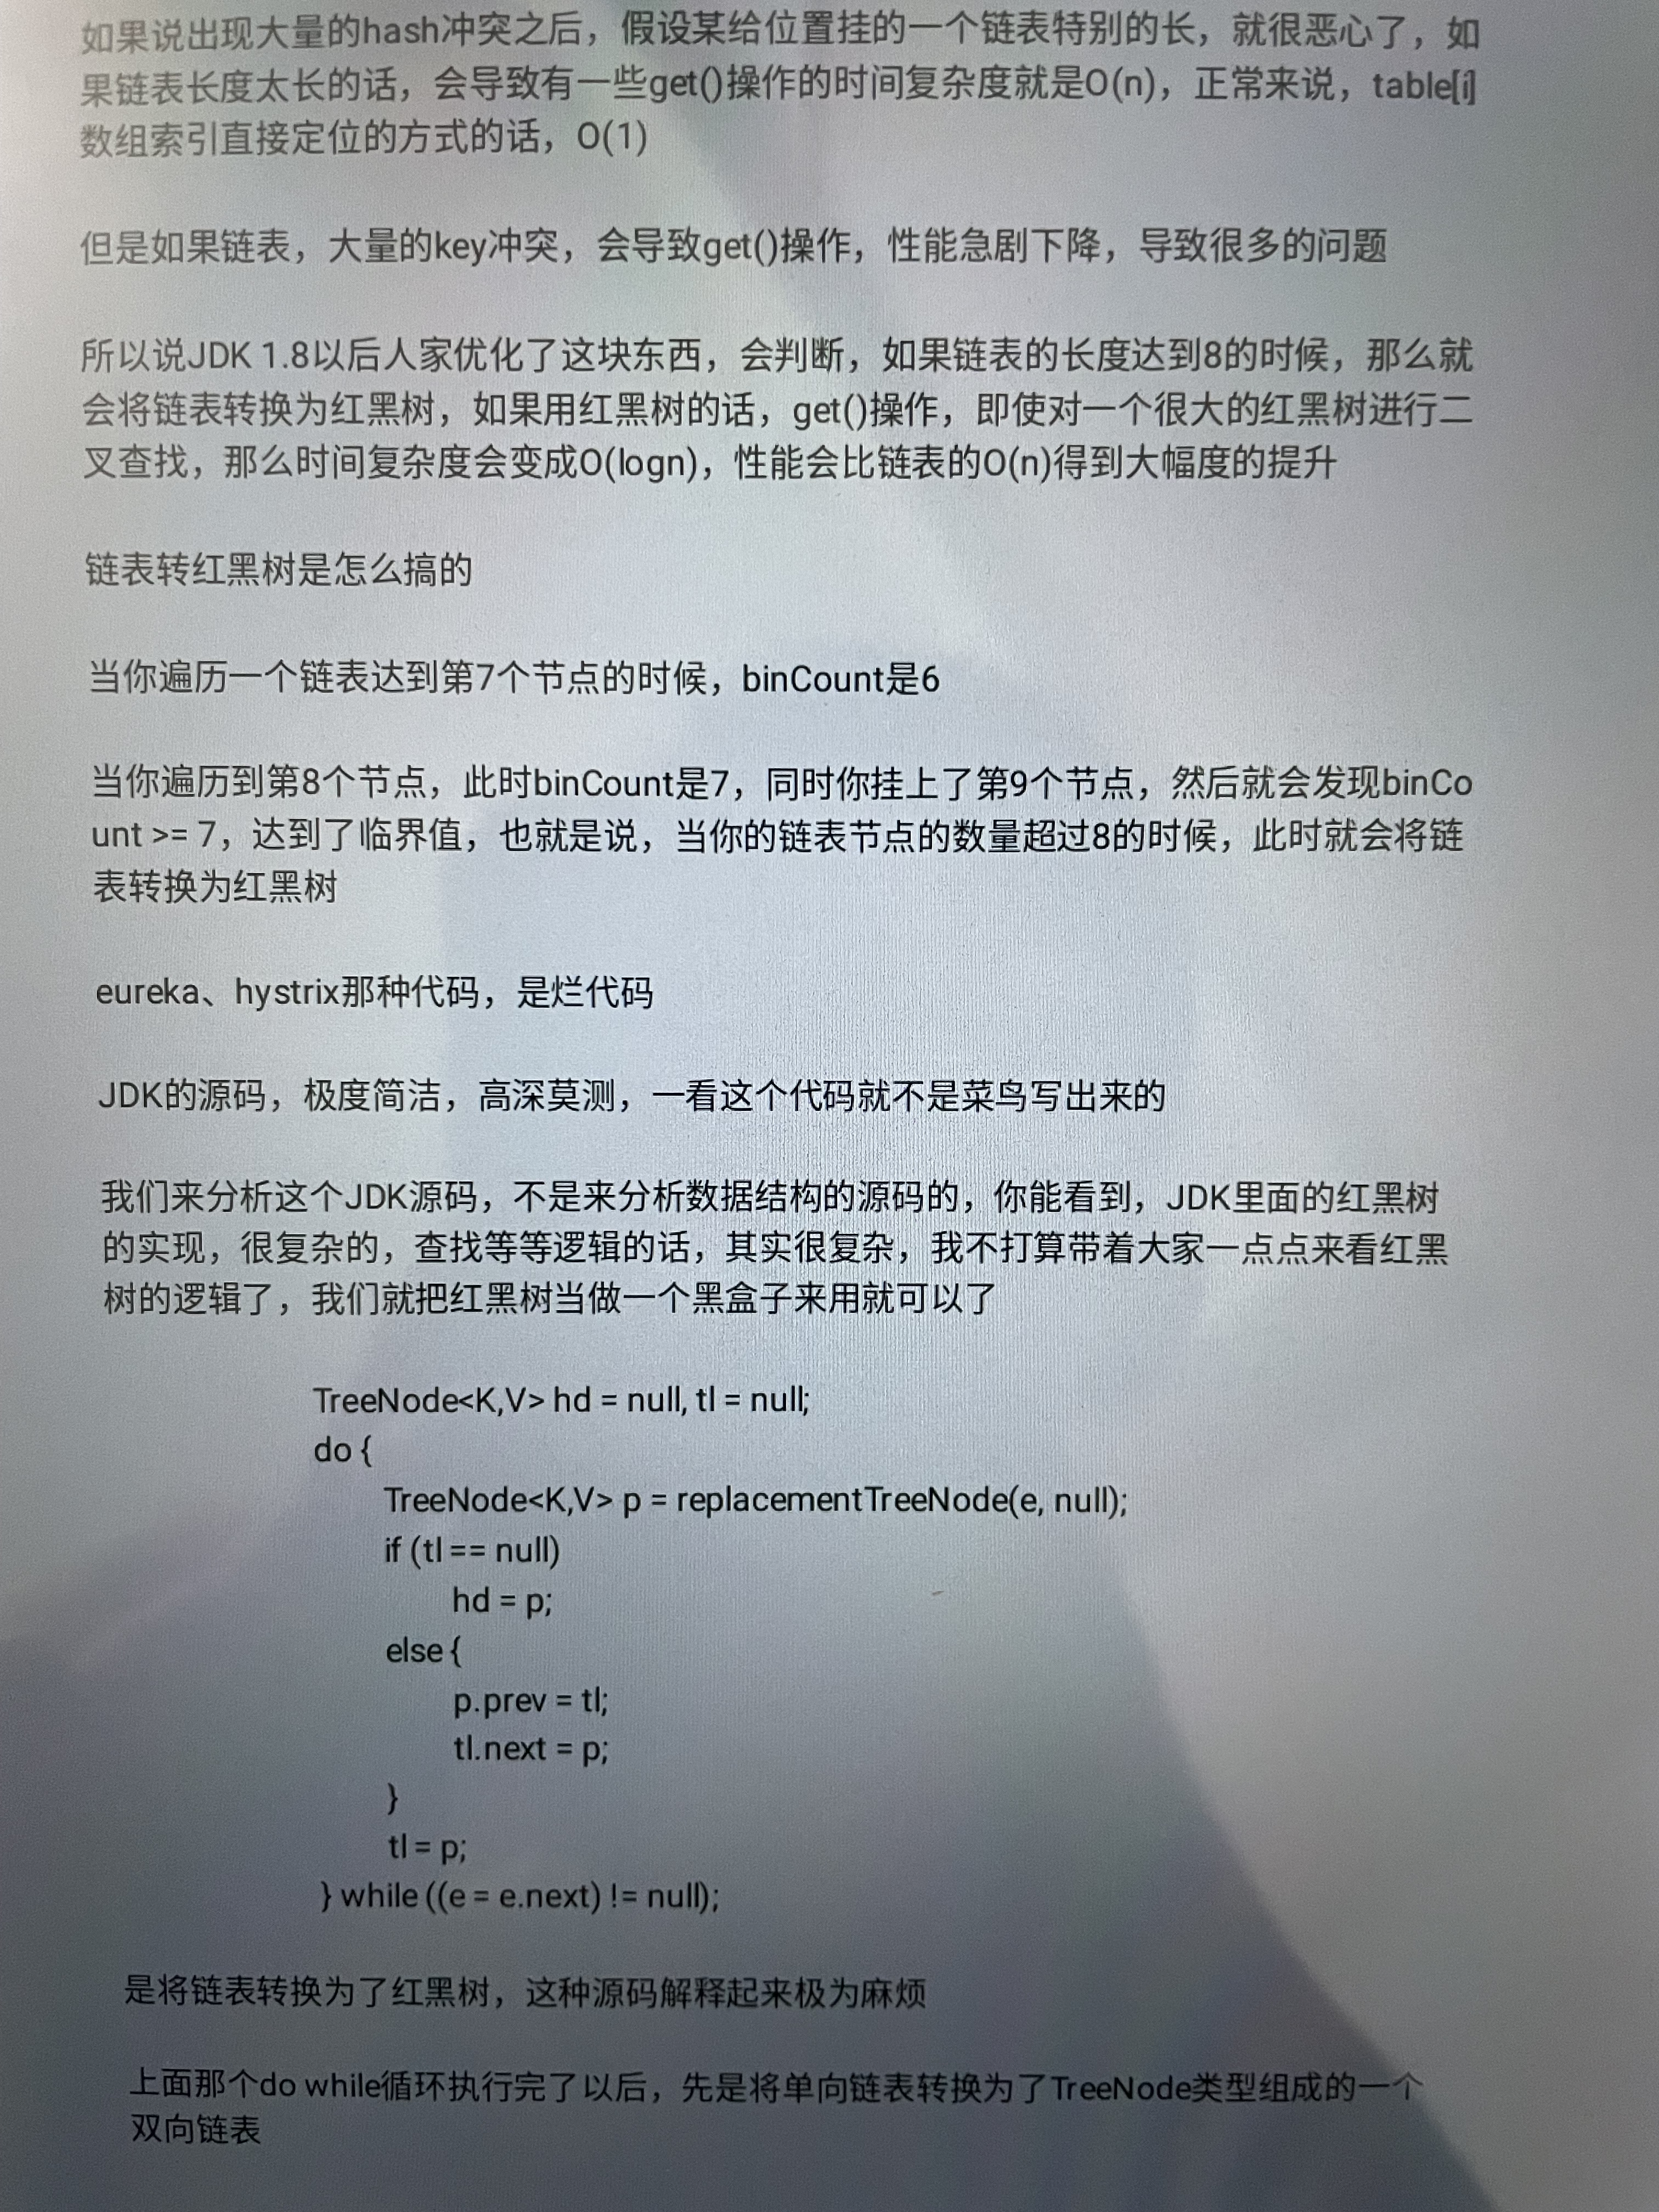 如果说出现大量的hash冲突之后，假设某给位置挂的一个链表特别的长，就很恶心了，如
果链表长度太长的话，会导致有一些get()操作的时间复杂度就是O(n)，正常来说，table[i]
数组索引直接定位的方式的话，O(1)
但是如果链表，大量的key冲突，会导致get()操作，性能急剧下降，导致很多的问题
所以说JDK 1.8以后人家优化了这块东西，会判断，如果链表的长度达到8的时候，那么就
会将链表转换为红黑树，如果用红黑树的话，get()操作，即使对一个很大的红黑树进行二
叉查找，那么时间复杂度会变成O(logn)，性能会比链表的O(n)得到大幅度的提升
链表转红黑树是怎么搞的
当你遍历一个链表达到第7个节点的时候，binCount是6
当你遍历到第8个节点，此时binCount是7，同时你挂上了第9个节点，然后就会发现binCo
unt >= 7，达到了临界值，也就是说，当你的链表节点的数量超过8的时候，此时就会将链
表转换为红黑树
eureka、hystrix那种代码，是烂代码
JDK的源码，极度简洁，高深莫测，一看这个代码就不是菜鸟写出来的
我们来分析这个JDK源码，不是来分析数据结构的源码的，你能看到，JDK里面的红黑树
的实现，很复杂的，查找等等逻辑的话，其实很复杂，我不打算带着大家一点点来看红黑
树的逻辑了，我们就把红黑树当做一个黑盒子来用就可以了
TreeNode<K,V> hd = null, tl = null;
do {
TreeNode<K,V> p = replacementTreeNode(e, null);
if (tl == null)
hd = p;
else {
p.prev = tl;
tl.next = p;
}
tl = p;
} while ((e = e.next) != null);
是将链表转换为了红黑树，这种源码解释起来极为麻烦
上面那个do while循环执行完了以后，先是将单向链表转换为了TreeNode类型组成的一个
双向链表